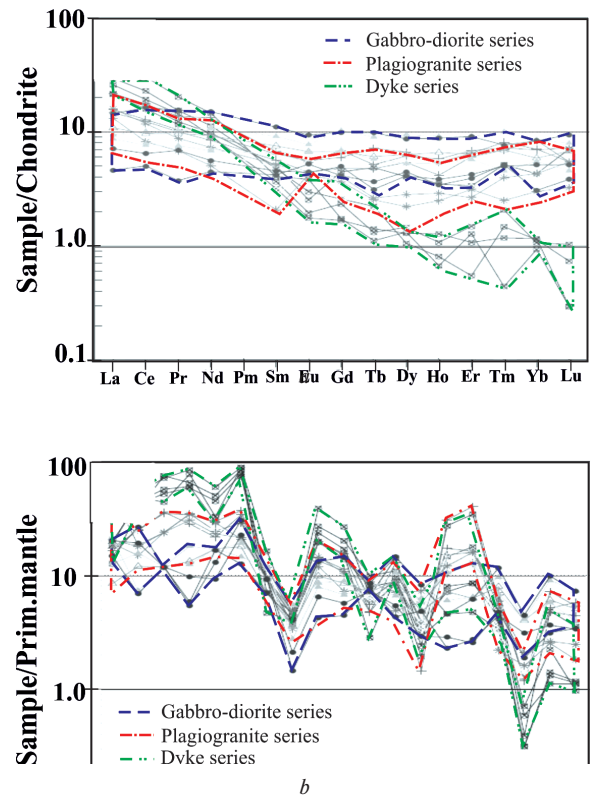 100
Gabbro-diorite series
Plagiogranite series
Dyke series
10
1.0
0.1
Sample/Chondrite
La Ce Pr Nd Pm Sm Eu Gd Tb Dy Ho Er Tm Yb Lu
100
10
1.0
Sample/Prim.mantle
Gabbro-diorite series
Plagiogranite series
Dyke series
b